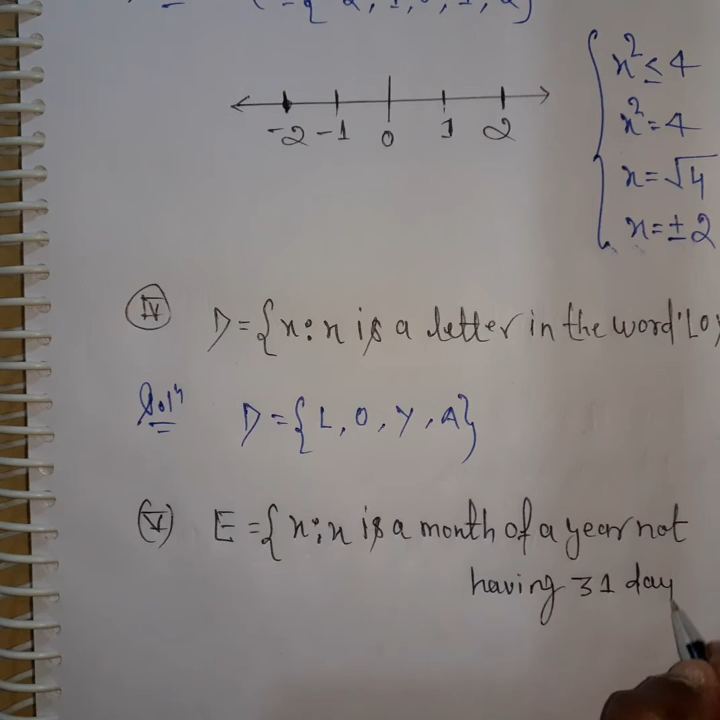 x² ≤ 4
x² = 4
x = √4
x = ±2
-2 -1 0 1 2
(IV) D = {x : x is a letter in the word 'LO
Solⁿ D = {L, O, Y, A}
(V) E = {x : x is a month of a year not
having 31 day